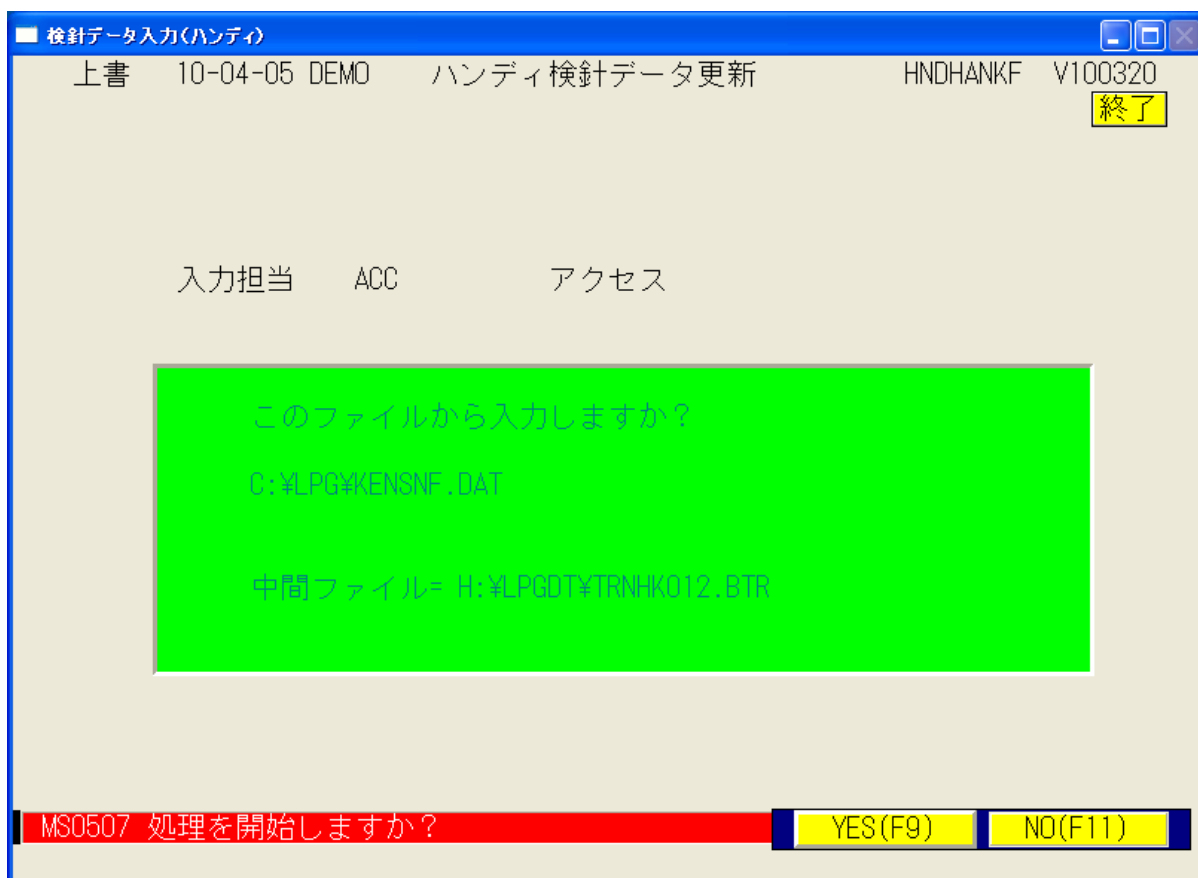 検針データ入力(ハンディ)
上書 10-04-05 DEMO ハンディ検針データ更新 HNDHANKF V100320
終了
入力担当 ACC アクセス
このファイルから入力しますか?
C:¥LPG¥KENSNF.DAT
中間ファイル= H:¥LPGDT¥TRNHK012.BTR
MS0507 処理を開始しますか? YES(F9) NO(F11)